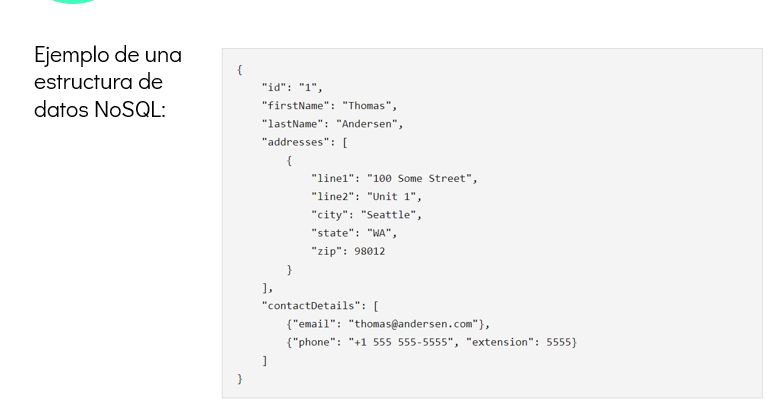 Ejemplo de una
estructura de
datos NoSQL:
{
    "id": "1",
    "firstName": "Thomas",
    "lastName": "Andersen",
    "addresses": [
        {
            "line1": "100 Some Street",
            "line2": "Unit 1",
            "city": "Seattle",
            "state": "WA",
            "zip": 98012
        }
    ],
    "contactDetails": [
        {"email": "thomas@andersen.com"},
        {"phone": "+1 555 555-5555", "extension": 5555}
    ]
}